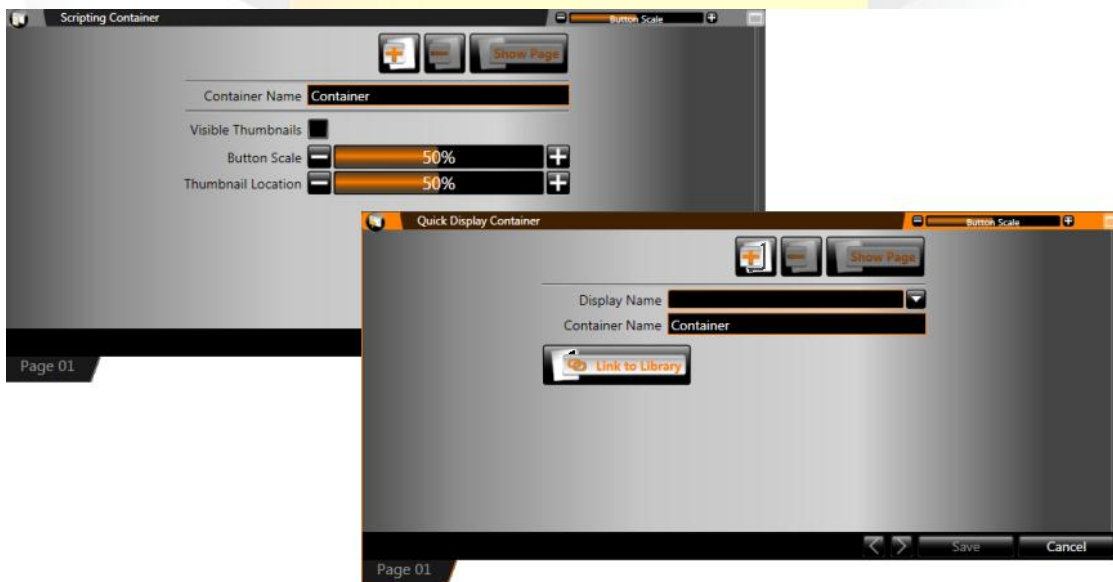 Scripting Container
Button Scale
Show Page
Container Name Container
Visible Thumbnails
Button Scale 50%
Thumbnail Location 50%
Page 01
Quick Display Container
Button Scale
Show Page
Display Name
Container Name Container
Link to Library
Save Cancel
Page 01